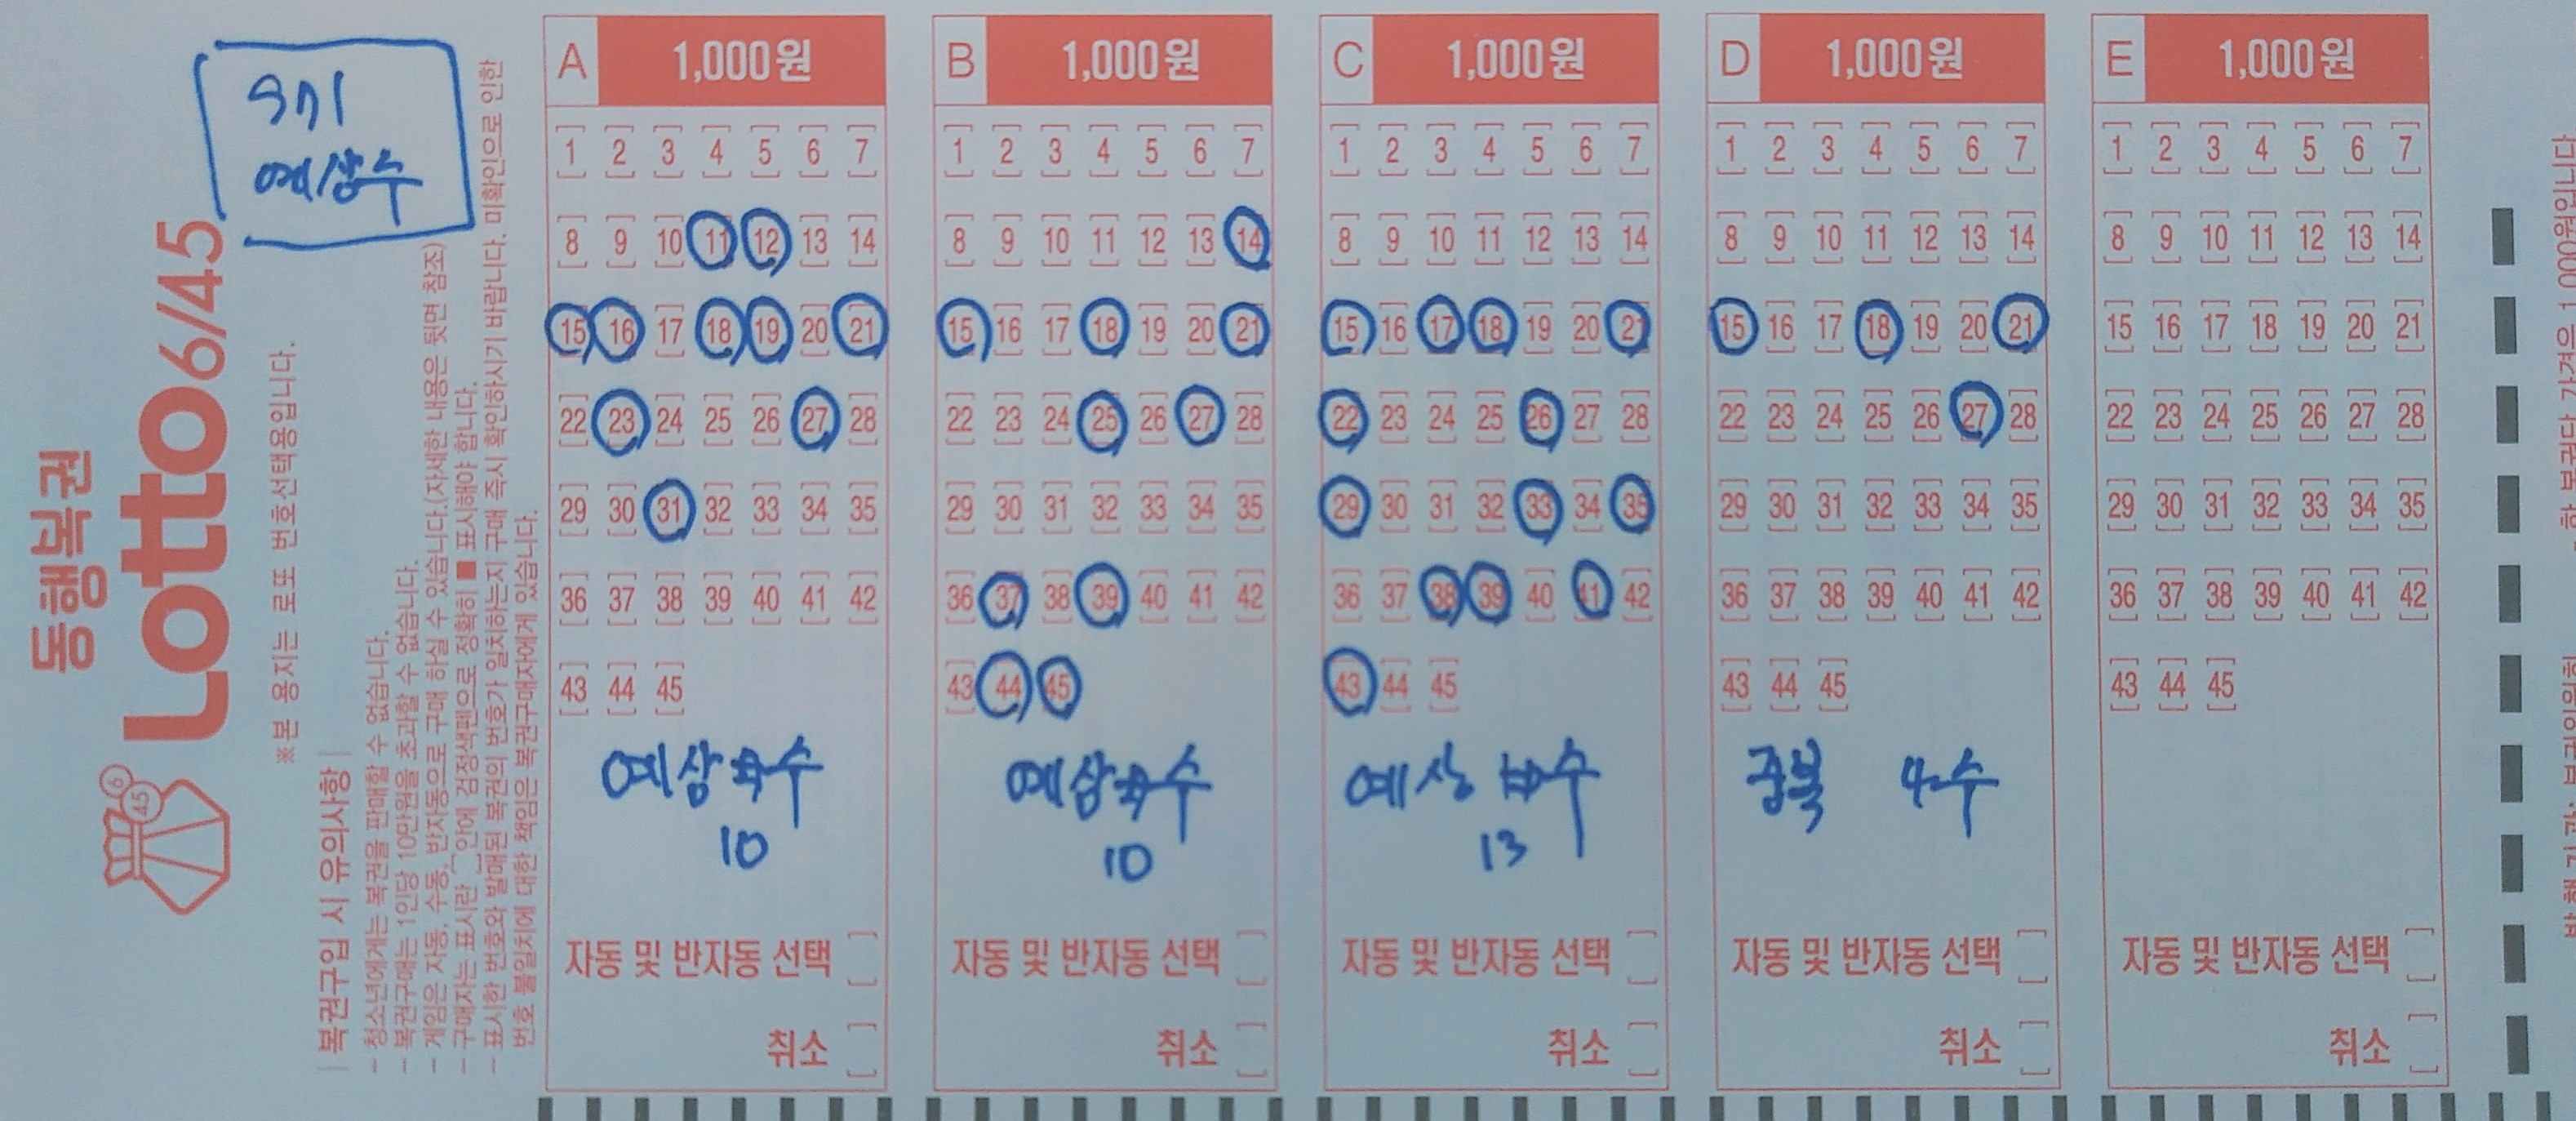 971
예상수
동행복권
Lotto6/45
6
45
※본 용지는 로또 번호선택용입니다.
복권구입 시 유의사항
- 청소년에게는 복권을 판매할 수 없습니다.
- 복권구매는 1인당 10만원을 초과할 수 없습니다.
- 게임은 자동, 수동, 반자동으로 구매 하실 수 있습니다.(자세한 내용은 뒷면 참조)
- 구매자는 표시란 [ ]안에 검정색펜으로 정확히 ■ 표시해야 합니다.
- 표시한 번호와 발매된 복권의 번호가 일치하는지 구매 즉시 확인하시기 바랍니다. 미확인으로 인한
번호 불일치에 대한 책임은 복권구매자에게 있습니다.
A 1,000원
1 2 3 4 5 6 7
8 9 10 11 12 13 14
15 16 17 18 19 20 21
22 23 24 25 26 27 28
29 30 31 32 33 34 35
36 37 38 39 40 41 42
43 44 45
예상 수
10
자동 및 반자동 선택
취소
B 1,000원
1 2 3 4 5 6 7
8 9 10 11 12 13 14
15 16 17 18 19 20 21
22 23 24 25 26 27 28
29 30 31 32 33 34 35
36 37 38 39 40 41 42
43 44 45
예상 수
10
자동 및 반자동 선택
취소
C 1,000원
1 2 3 4 5 6 7
8 9 10 11 12 13 14
15 16 17 18 19 20 21
22 23 24 25 26 27 28
29 30 31 32 33 34 35
36 37 38 39 40 41 42
43 44 45
예상 수
13
자동 및 반자동 선택
취소
D 1,000원
1 2 3 4 5 6 7
8 9 10 11 12 13 14
15 16 17 18 19 20 21
22 23 24 25 26 27 28
29 30 31 32 33 34 35
36 37 38 39 40 41 42
43 44 45
중복 4수
자동 및 반자동 선택
취소
E 1,000원
1 2 3 4 5 6 7
8 9 10 11 12 13 14
15 16 17 18 19 20 21
22 23 24 25 26 27 28
29 30 31 32 33 34 35
36 37 38 39 40 41 42
43 44 45
자동 및 반자동 선택
취소